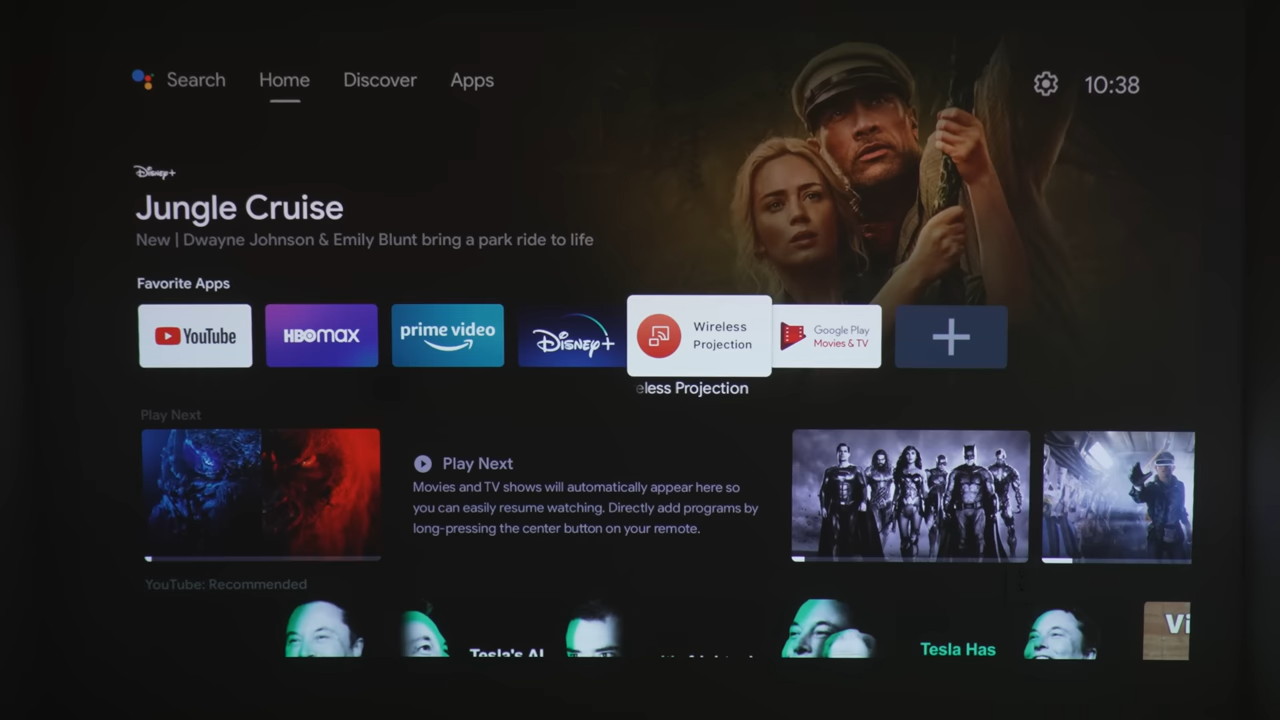 Search Home Discover Apps
10:38
Disney+
Jungle Cruise
New | Dwayne Johnson & Emily Blunt bring a park ride to life
Favorite Apps
YouTube
HBOMAX
prime video
Disney+
Wireless
Projection
Google Play
Movies & TV
less Projection
Play Next
Play Next
Movies and TV shows will automatically appear here so
you can easily resume watching. Directly add programs by
long-pressing the center button on your remote.
YouTube: Recommended
Tesla's AI
Tesla Has
Vi